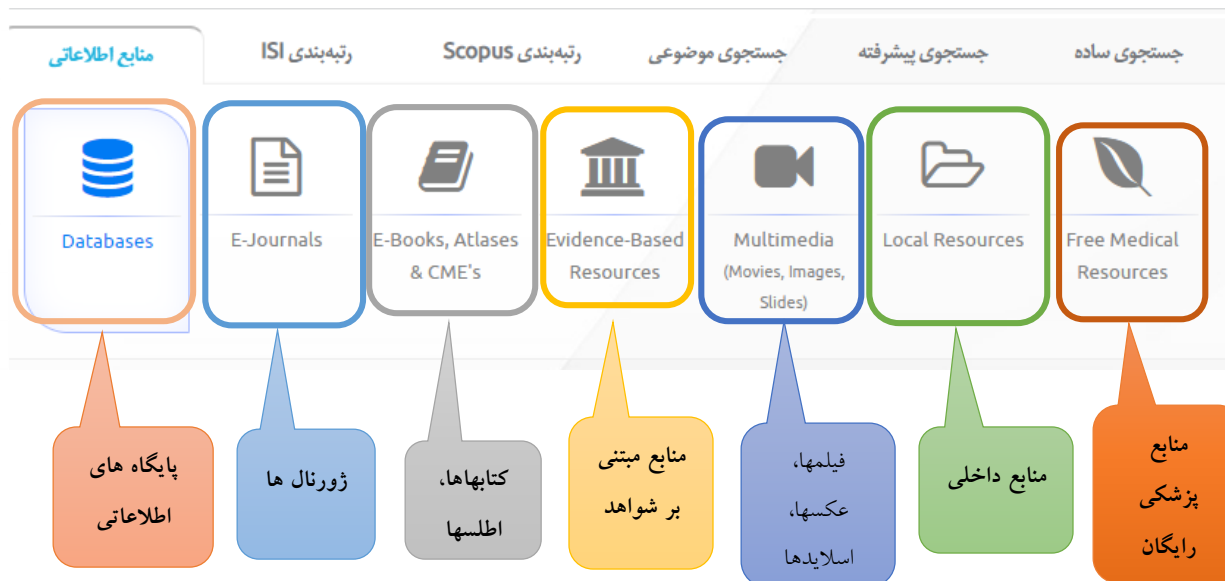 جستجوی ساده
جستجوی پیشرفته
جستجوی موضوعی
رتبه‌بندی Scopus
رتبه‌بندی ISI
منابع اطلاعاتی
Databases
E-Journals
E-Books, Atlases
& CME's
Evidence-Based
Resources
Multimedia
(Movies, Images,
Slides)
Local Resources
Free Medical
Resources
پایگاه های
اطلاعاتی
ژورنال ها
کتابهاها،
اطلسها
منابع مبتنی
بر شواهد
فیلمها،
عکسها،
اسلایدها
منابع داخلی
منابع
پزشکی
رایگان